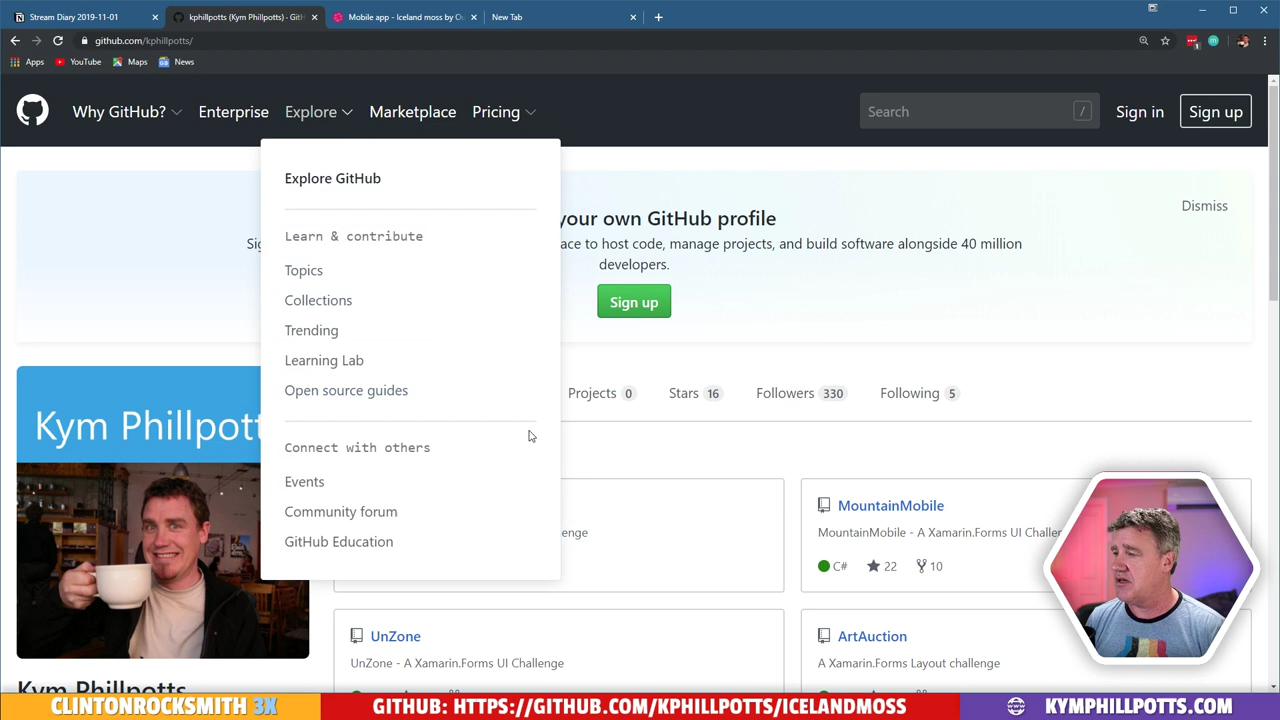 Stream Diary 2019-11-01
kphillpotts (Kym Phillpotts) · GitH
Mobile app - Iceland moss by O
New Tab
github.com/kphillpotts/
Apps
YouTube
Maps
News
Why GitHub?
Enterprise
Explore
Marketplace
Pricing
Search
/
Sign in
Sign up
Explore GitHub
Learn & contribute
Topics
Collections
Trending
Learning Lab
Open source guides
Connect with others
Events
Community forum
GitHub Education
your own GitHub profile
Dismiss
Sig
ace to host code, manage projects, and build software alongside 40 million
developers.
Sign up
Projects 0
Stars 16
Followers 330
Following 5
Kym Phillpott
MountainMobile
enge
MountainMobile - A Xamarin.Forms UI Challer
C# 22 10
UnZone
UnZone - A Xamarin.Forms UI Challenge
ArtAuction
A Xamarin.Forms Layout challenge
Kym Phillpotts
CLINTONROCKSMITH 3X
GITHUB: HTTPS://GITHUB.COM/KPHILLPOTTS/ICELANDMOSS
KYMPHILLPOTTS.COM